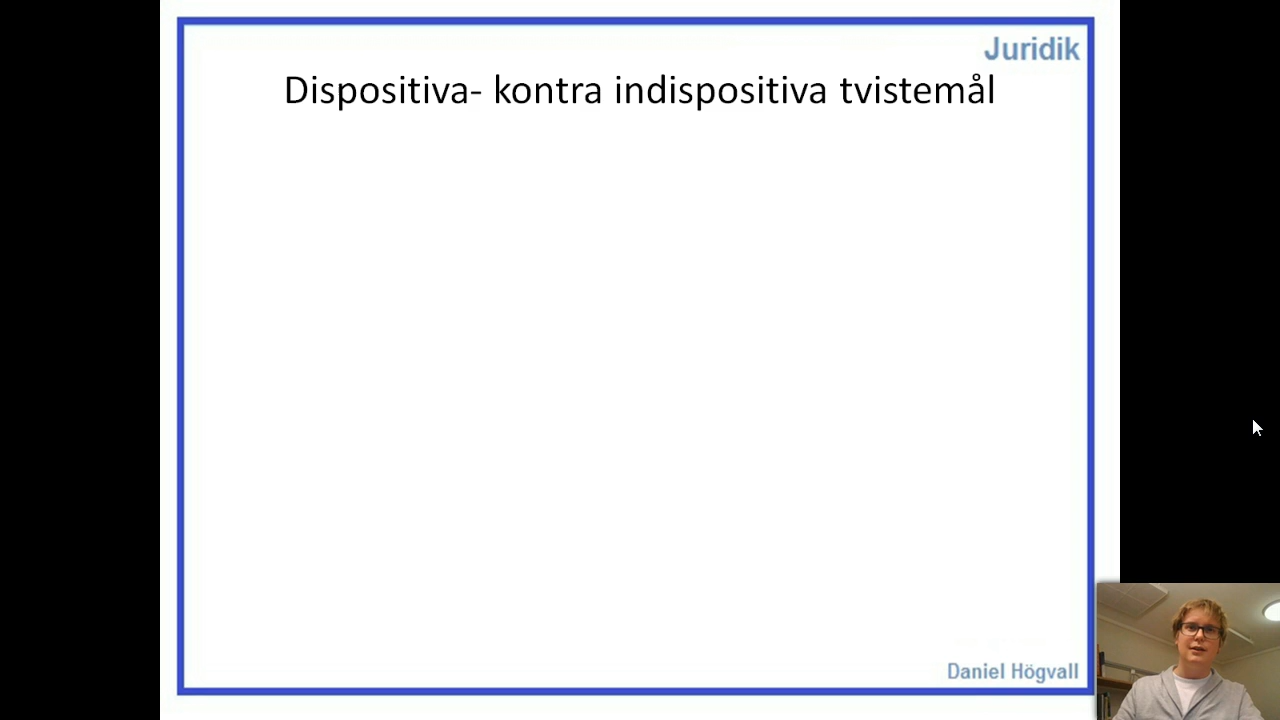 Juridik
Dispositiva- kontra indispositiva tvistemål
Daniel Högvall